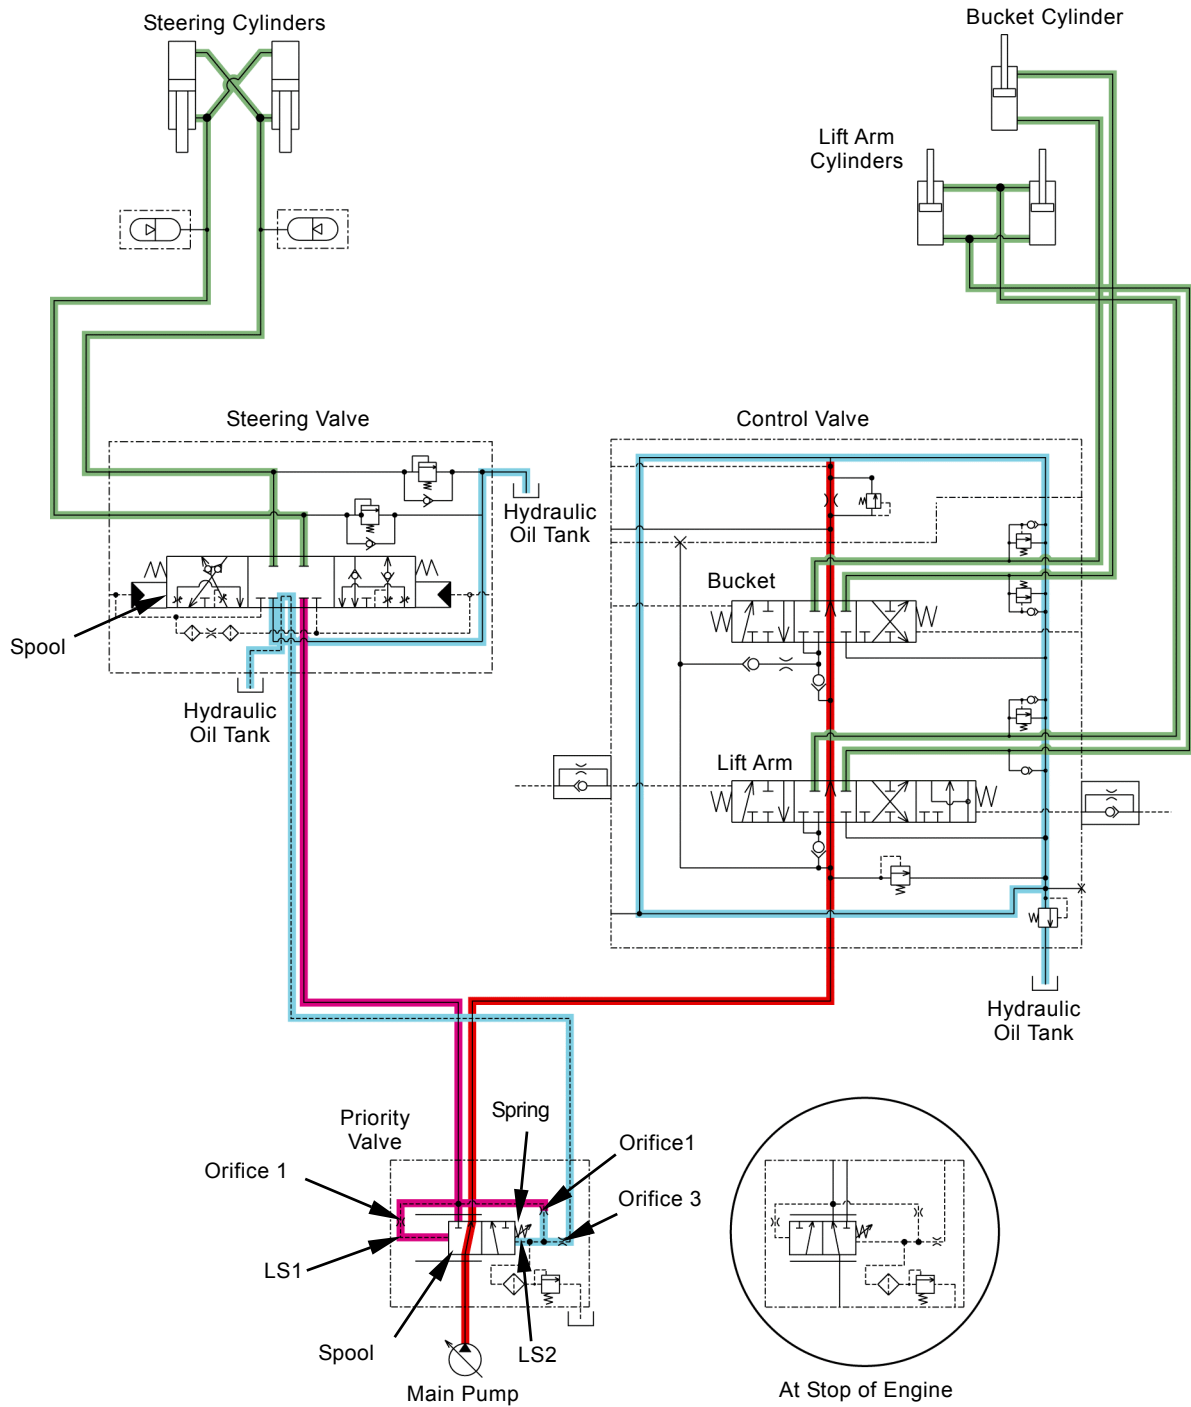 Steering Cylinders
Bucket Cylinder
Lift Arm
Cylinders
Steering Valve
Control Valve
Hydraulic
Oil Tank
Bucket
Spool
Hydraulic
Oil Tank
Lift Arm
Hydraulic
Oil Tank
Priority
Valve
Spring
Orifice 1
Orifice1
Orifice 3
LS1
Spool
LS2
Main Pump
At Stop of Engine